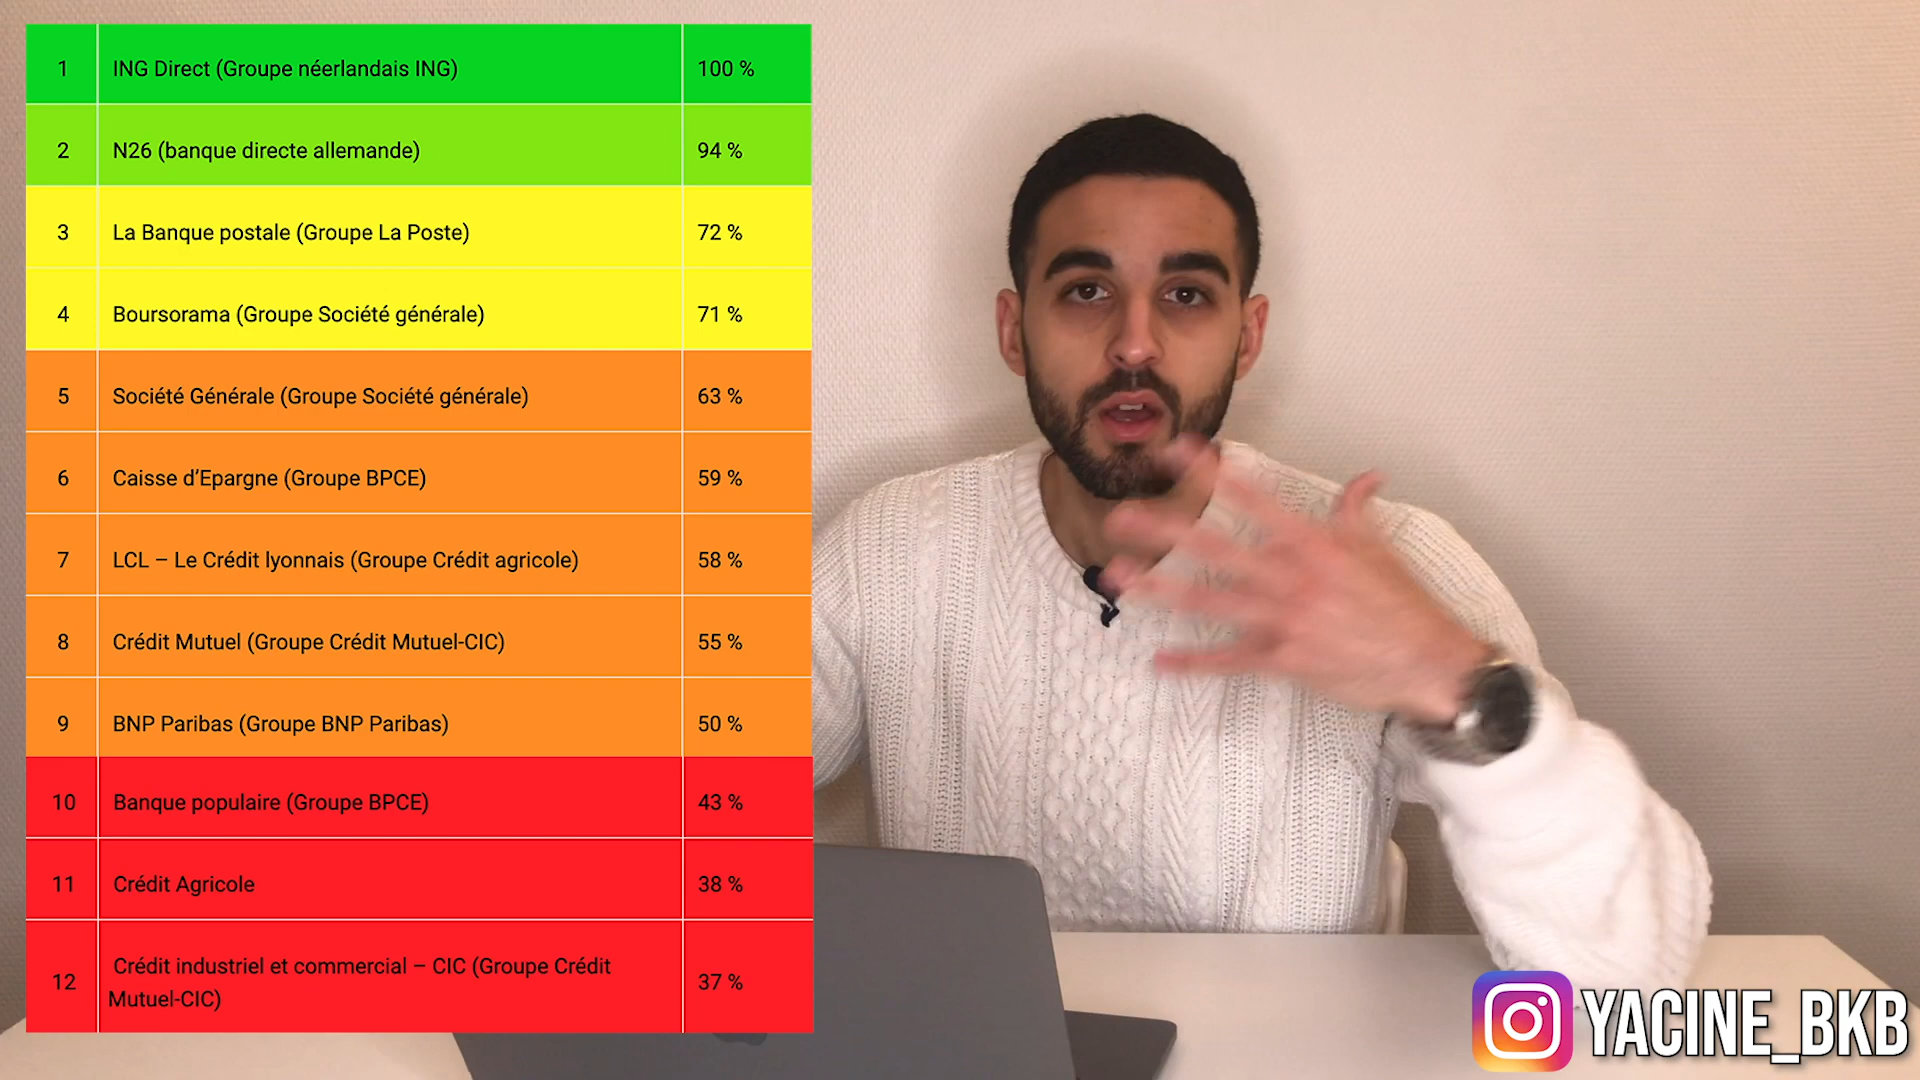 1 ING Direct (Groupe néerlandais ING) 100 %
2 N26 (banque directe allemande) 94 %
3 La Banque postale (Groupe La Poste) 72 %
4 Boursorama (Groupe Société générale) 71 %
5 Société Générale (Groupe Société générale) 63 %
6 Caisse d’Epargne (Groupe BPCE) 59 %
7 LCL – Le Crédit lyonnais (Groupe Crédit agricole) 58 %
8 Crédit Mutuel (Groupe Crédit Mutuel-CIC) 55 %
9 BNP Paribas (Groupe BNP Paribas) 50 %
10 Banque populaire (Groupe BPCE) 43 %
11 Crédit Agricole 38 %
12 Crédit industriel et commercial – CIC (Groupe Crédit
Mutuel-CIC) 37 %
YACINE_BKB